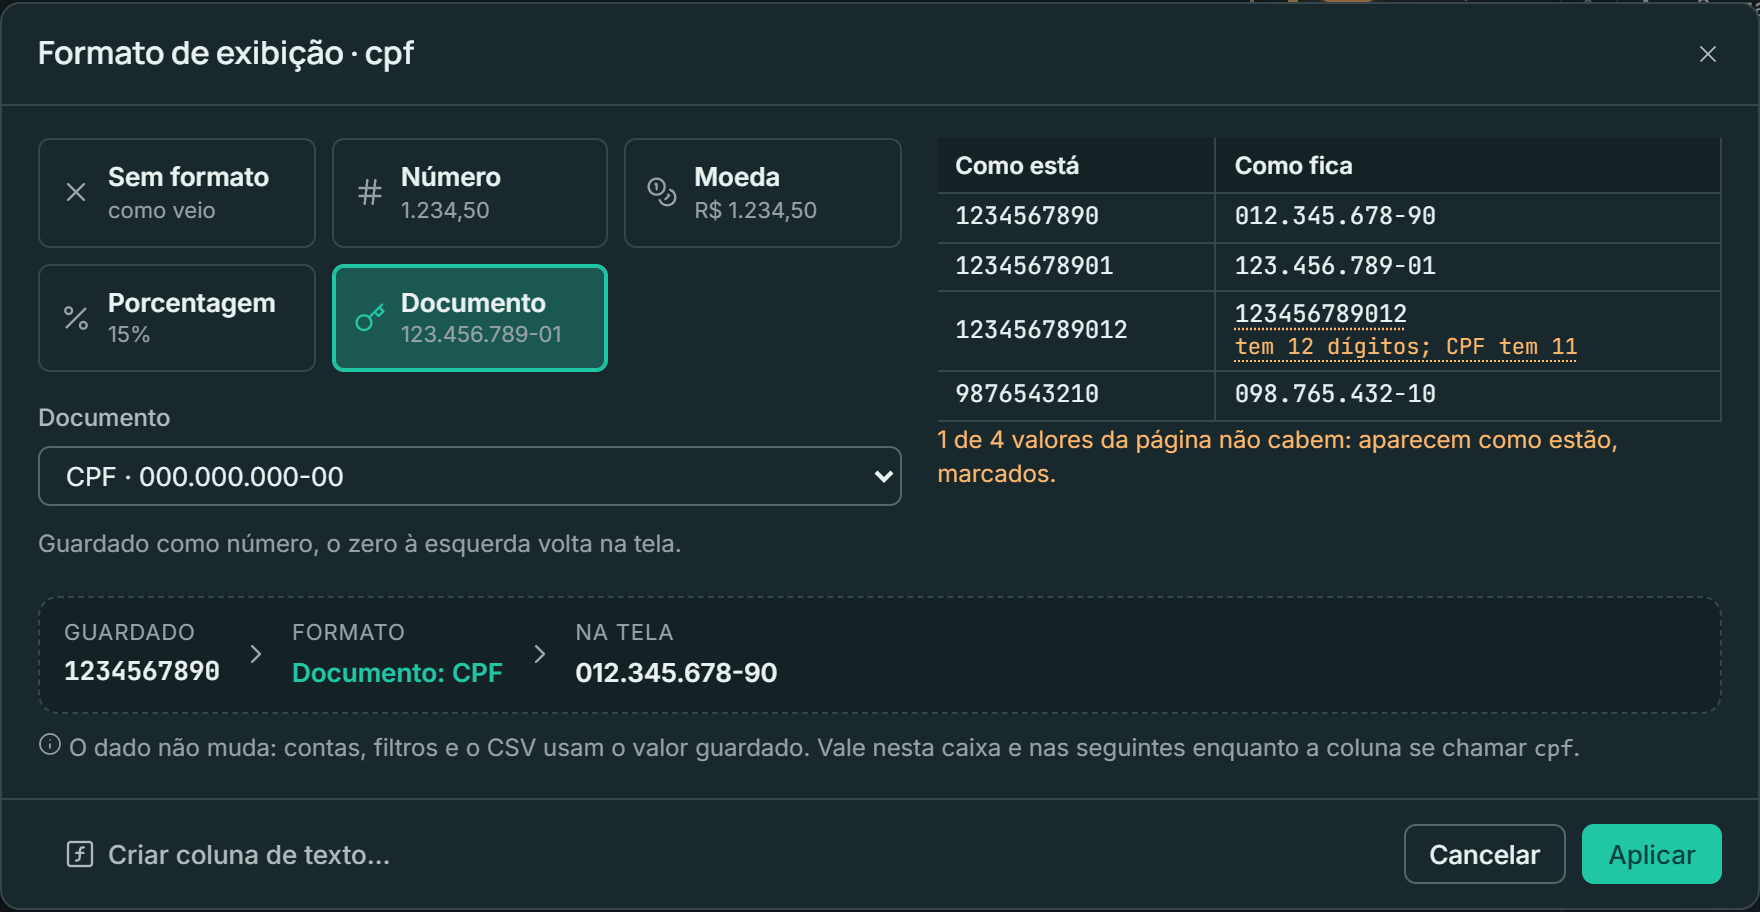 Formato de exibição · cpf
Sem formato
como veio
Número
1.234,50
Moeda
R$ 1.234,50
Porcentagem
15%
Documento
123.456.789-01
Documento
CPF · 000.000.000-00
Guardado como número, o zero à esquerda volta na tela.
Como está Como fica
1234567890 012.345.678-90
12345678901 123.456.789-01
123456789012 123456789012
tem 12 dígitos; CPF tem 11
9876543210 098.765.432-10
1 de 4 valores da página não cabem: aparecem como estão,
marcados.
GUARDADO
1234567890
FORMATO
Documento: CPF
NA TELA
012.345.678-90
O dado não muda: contas, filtros e o CSV usam o valor guardado. Vale nesta caixa e nas seguintes enquanto a coluna se chamar cpf.
Criar coluna de texto...
Cancelar
Aplicar